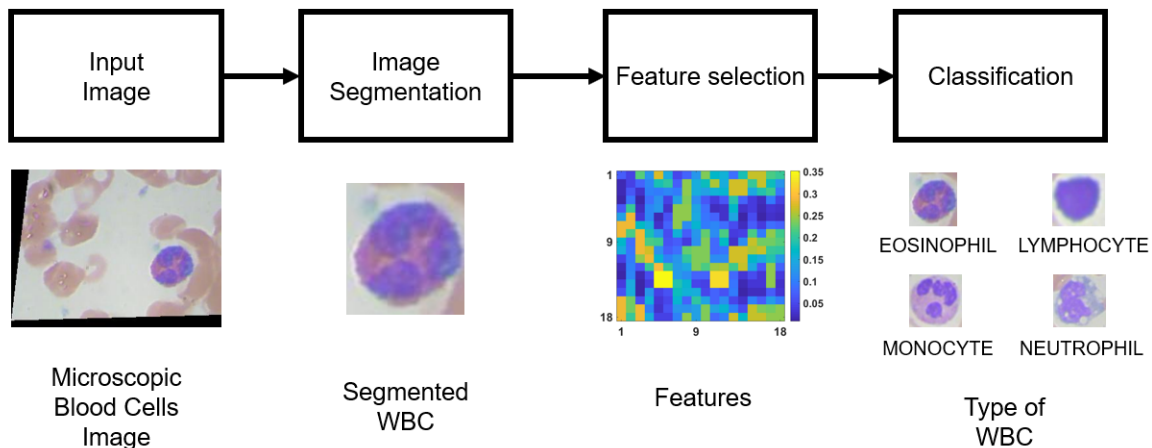 Input
Image
Image
Segmentation
Feature selection
Classification
1
9
18
1
9
18
0.35
0.3
0.25
0.2
0.15
0.1
0.05
EOSINOPHIL
LYMPHOCYTE
MONOCYTE
NEUTROPHIL
Microscopic
Blood Cells
Image
Segmented
WBC
Features
Type of
WBC